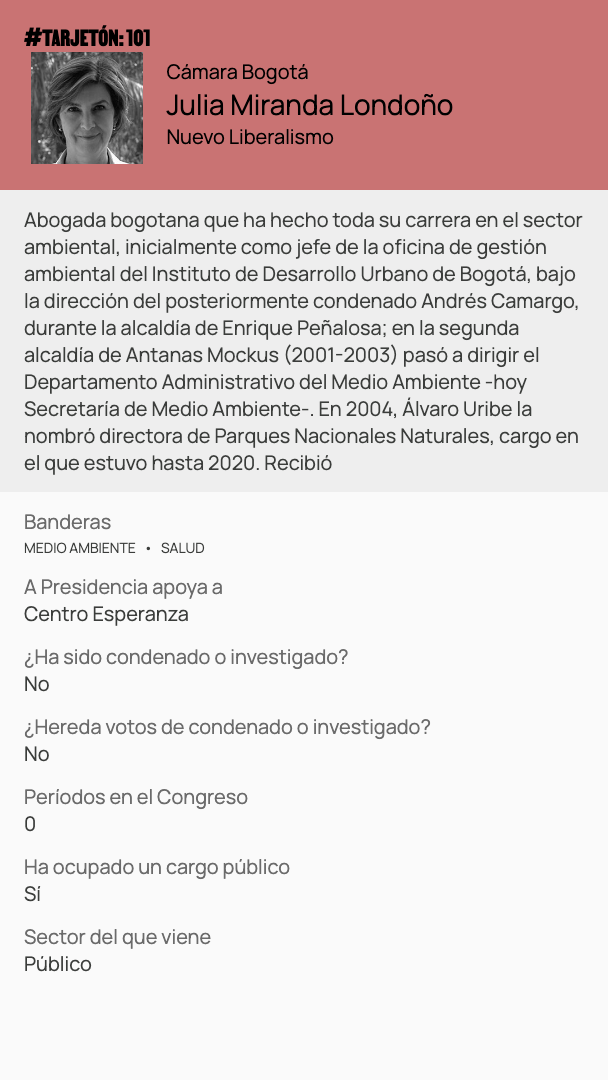 #TARJETÓN: 101
Cámara Bogotá
Julia Miranda Londoño
Nuevo Liberalismo
Abogada bogotana que ha hecho toda su carrera en el sector
ambiental, inicialmente como jefe de la oficina de gestión
ambiental del Instituto de Desarrollo Urbano de Bogotá, bajo
la dirección del posteriormente condenado Andrés Camargo,
durante la alcaldía de Enrique Peñalosa; en la segunda
alcaldía de Antanas Mockus (2001-2003) pasó a dirigir el
Departamento Administrativo del Medio Ambiente -hoy
Secretaría de Medio Ambiente-. En 2004, Álvaro Uribe la
nombró directora de Parques Nacionales Naturales, cargo en
el que estuvo hasta 2020. Recibió
Banderas
MEDIO AMBIENTE • SALUD
A Presidencia apoya a
Centro Esperanza
¿Ha sido condenado o investigado?
No
¿Hereda votos de condenado o investigado?
No
Períodos en el Congreso
0
Ha ocupado un cargo público
Sí
Sector del que viene
Público